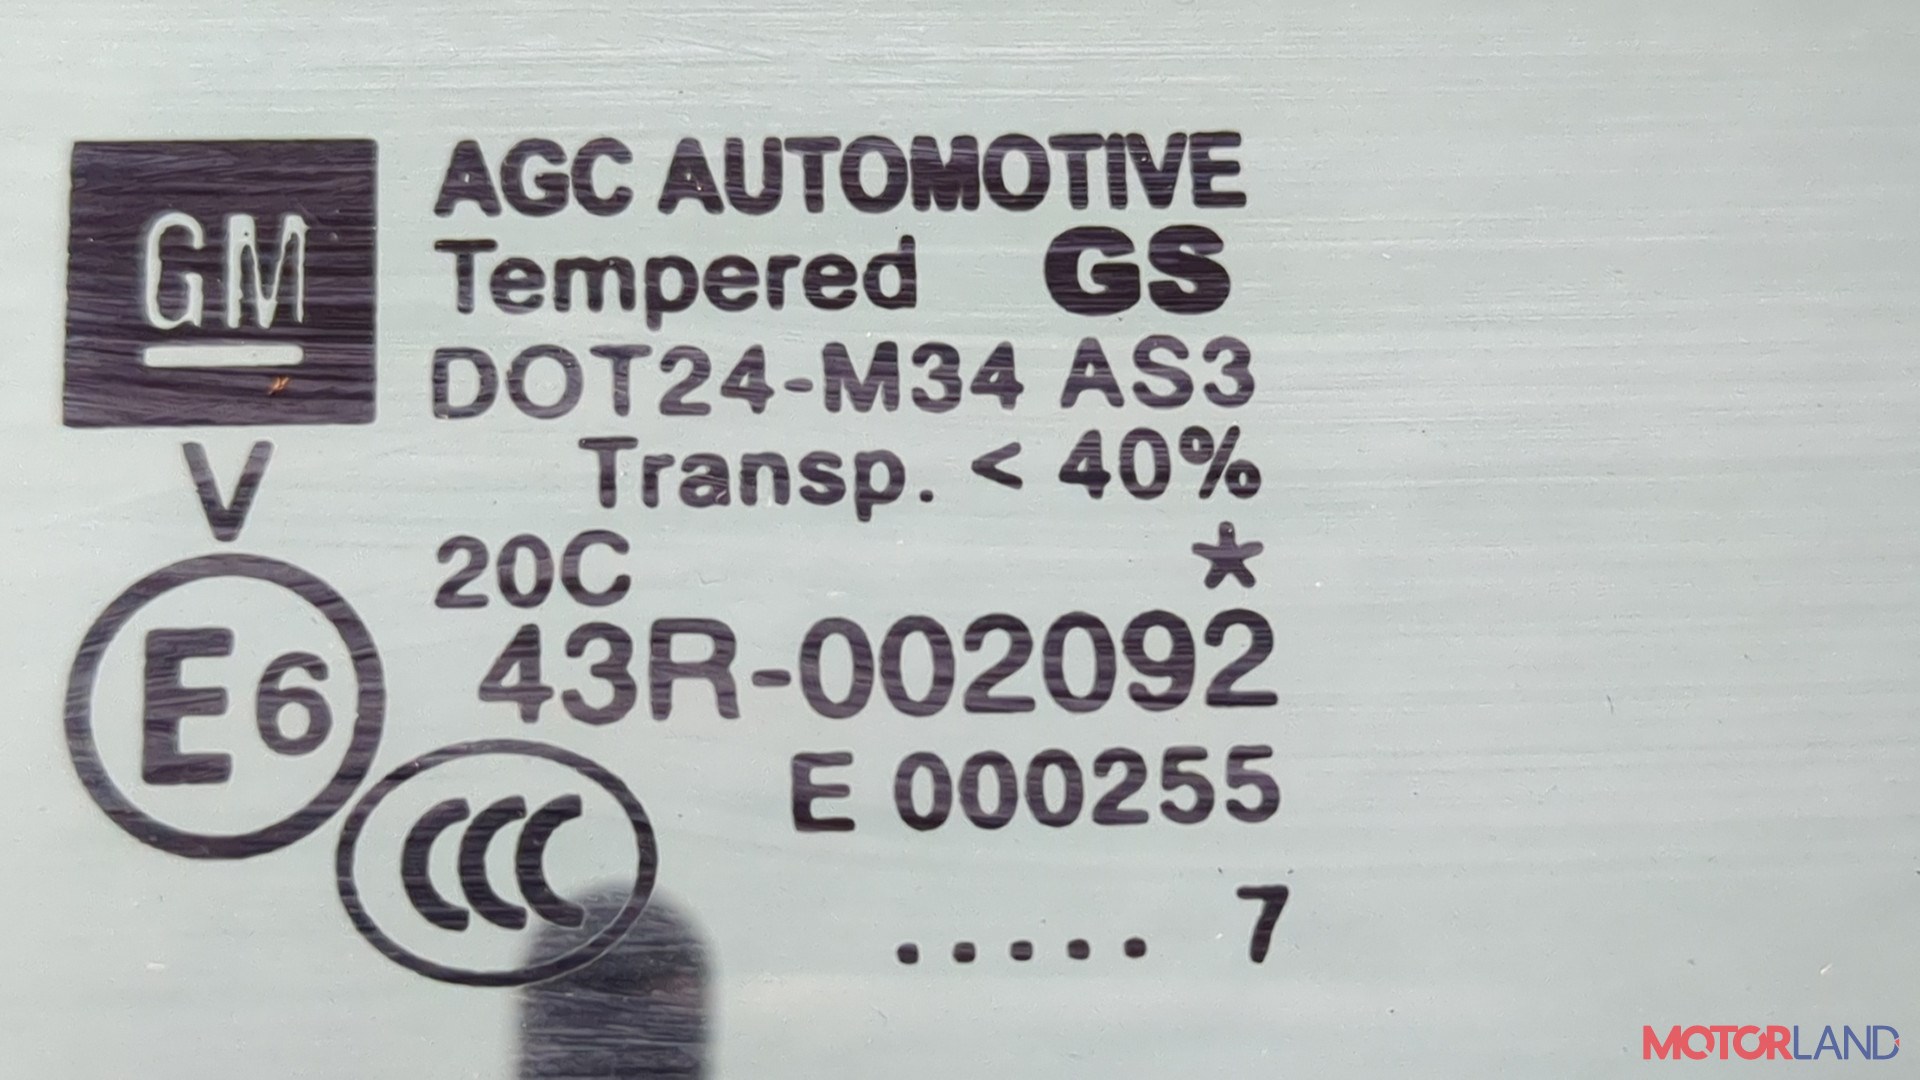 GM
AGC AUTOMOTIVE
Tempered GS
DOT24-M34 AS3
Transp. < 40%
V
20C *
E6
43R-002092
E 000255
CCC
..... 7
MOTORLAND